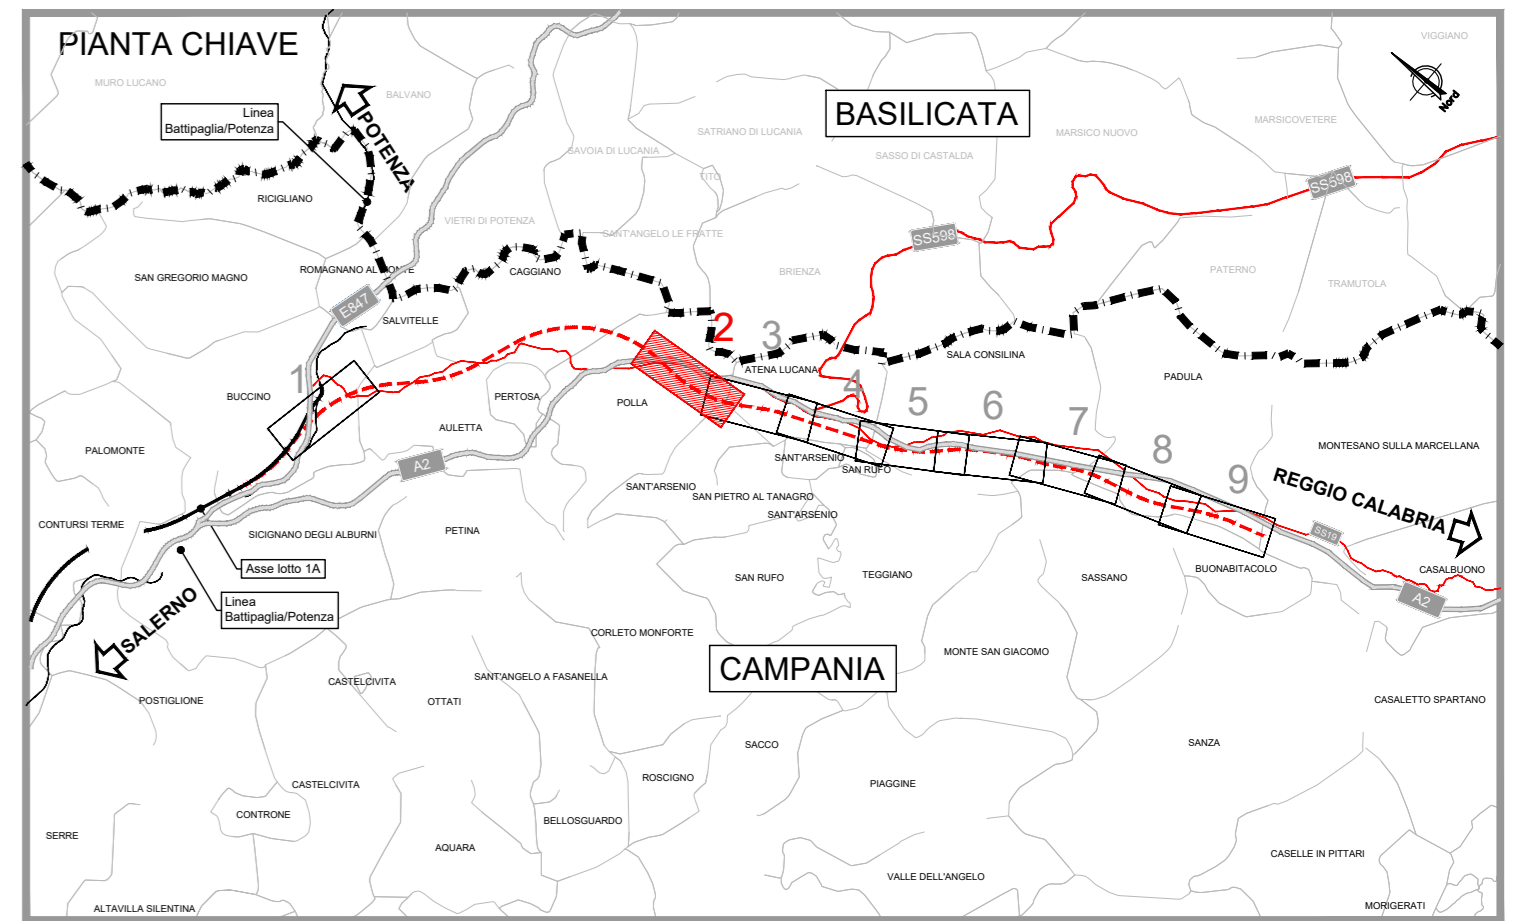 PIANTA CHIAVE
VIGGIANO
MURO LUCANO
BALVANO
Linea
Battipaglia/Potenza
POTENZA
BASILICATA
Nord
SATRIANO DI LUCANIA
MARSICO NUOVO
MARSICOVETERE
SAVOIA DI LUCANIA
SASSO DI CASTALDA
TITO
SS598
RICIGLIANO
VIETRI DI POTENZA
SANT'ANGELO LE FRATTE
SS598
SAN GREGORIO MAGNO
ROMAGNANO AL MONTE
CAGGIANO
BRIENZA
PATERNO
TRAMUTOLA
E847
SALVITELLE
2
3
SALA CONSILINA
ATENA LUCANA
PADULA
1
BUCCINO
PERTOSA
POLLA
4
5
6
7
AULETTA
PALOMONTE
A2
SANT'ARSENIO
SAN RUFO
8
9
MONTESANO SULLA MARCELLANA
SANT'ARSENIO
SAN PIETRO AL TANAGRO
SANT'ARSENIO
REGGIO CALABRIA
CONTURSI TERME
SICIGNANO DEGLI ALBURNI
PETINA
SS19
Asse lotto 1A
SAN RUFO
TEGGIANO
SASSANO
BUONABITACOLO
CASALBUONO
A2
Linea
Battipaglia/Potenza
SALERNO
CORLETO MONFORTE
CAMPANIA
MONTE SAN GIACOMO
POSTIGLIONE
CASTELCIVITA
SANT'ANGELO A FASANELLA
OTTATI
CASALETTO SPARTANO
SACCO
SANZA
ROSCIGNO
CASTELCIVITA
PIAGGINE
CONTRONE
BELLOSGUARDO
SERRE
AQUARA
CASELLE IN PITTARI
VALLE DELL'ANGELO
ALTAVILLA SILENTINA
MORIGERATI